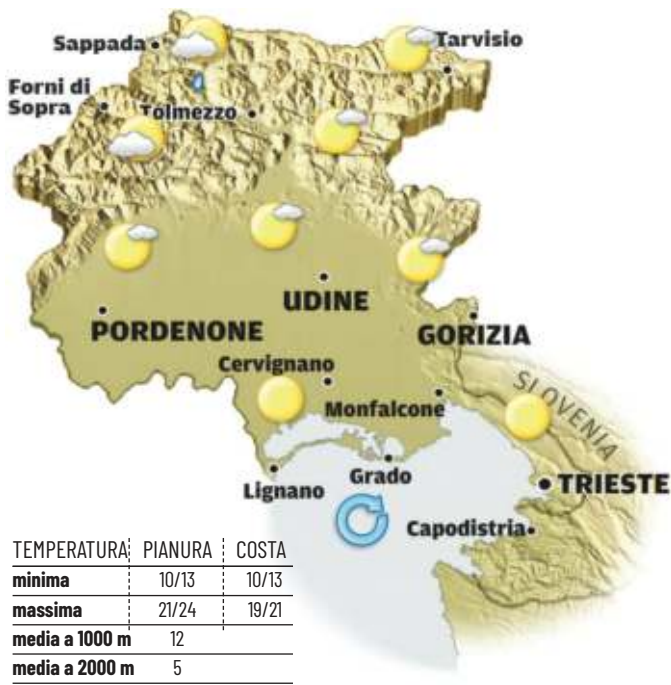 Sappada
Tarvisio
Forni di
Sopra
Tolmezzo
UDINE
PORDENONE
GORIZIA
Cervignano
SLOVENIA
Monfalcone
Lignano
Grado
TRIESTE
Capodistria
TEMPERATURA PIANURA COSTA
minima 10/13 10/13
massima 21/24 19/21
media a 1000 m 12
media a 2000 m 5